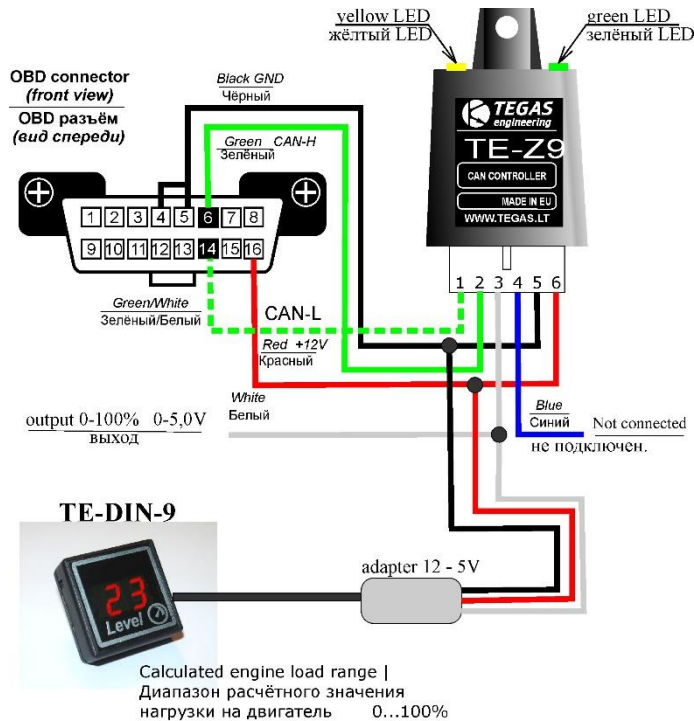 yellow LED
жёлтый LED
green LED
зелёный LED
OBD connector
(front view)
OBD разъём
(вид спереди)
Black GND
Чёрный
Green CAN-H
Зелёный
TEGAS
engineering
TE-Z9
CAN CONTROLLER
MADE IN EU
WWW.TEGAS.LT
1 2 3 4 5 6 7 8
9 10 11 12 13 14 15 16
1 2 3 4 5 6
Green/White
Зелёный/Белый
CAN-L
Red +12V
Красный
White
Белый
output 0-100% 0-5,0V
выход
Blue
Синий
Not connected
не подключен.
TE-DIN-9
adapter 12 - 5V
23
Level
Calculated engine load range |
Диапазон расчётного значения
нагрузки на двигатель 0...100%